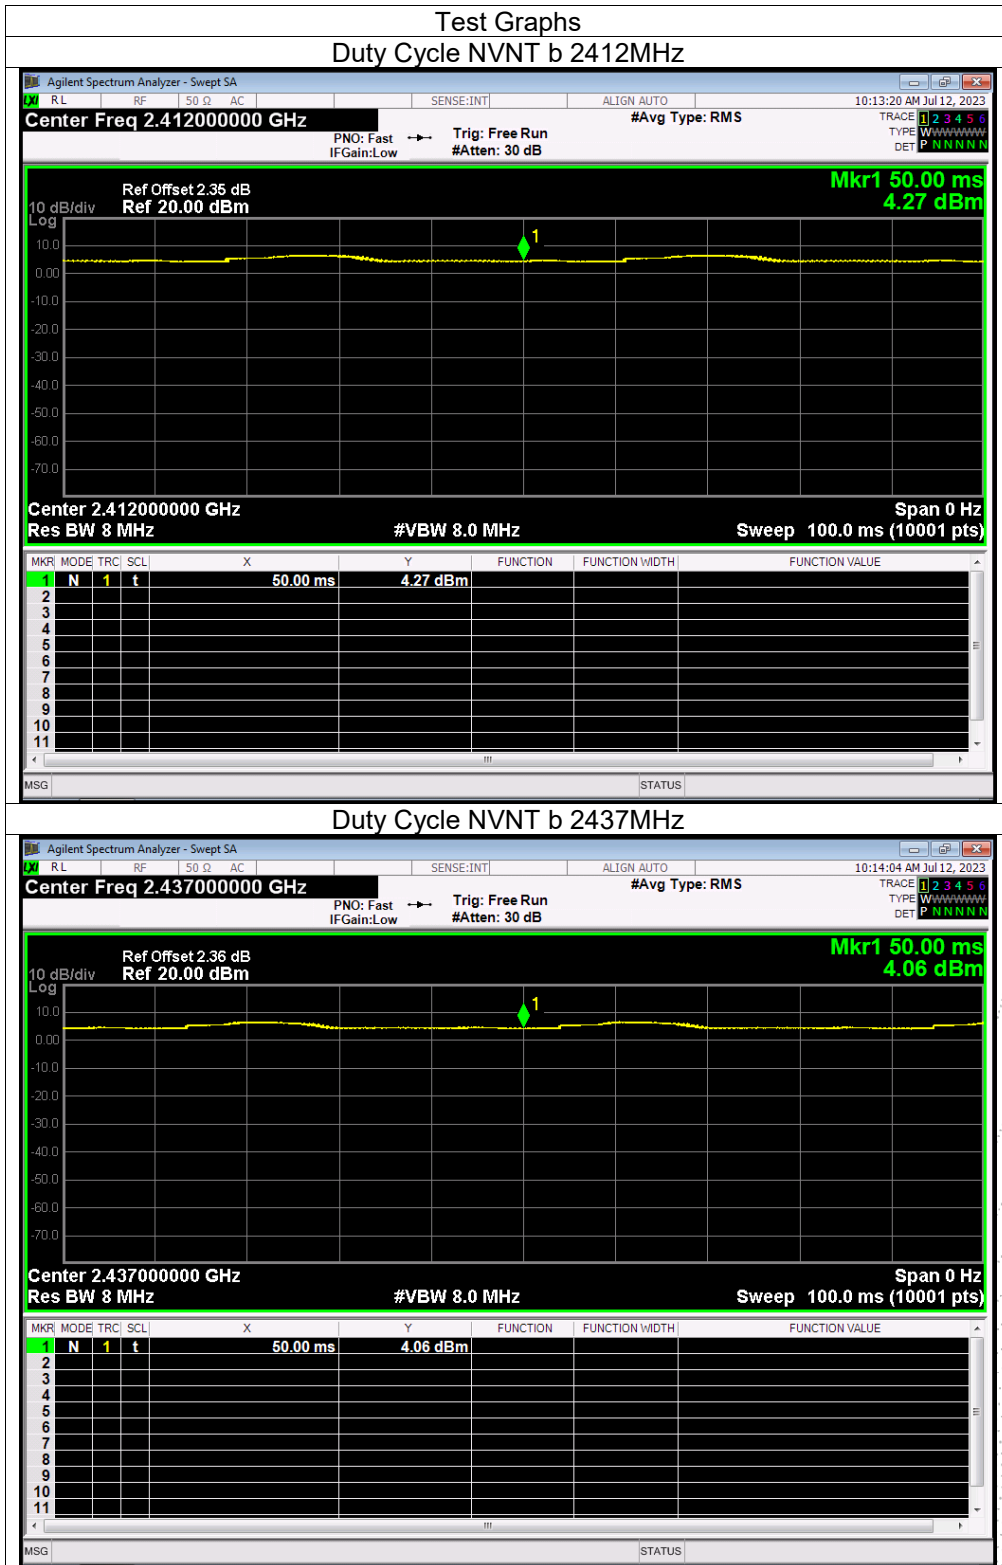 Test Graphs
Duty Cycle NVNT b 2412MHz
Agilent Spectrum Analyzer - Swept SA
LXI RL RF 50 Ω AC SENSE:INT ALIGN AUTO 10:13:20 AM Jul 12, 2023
Center Freq 2.412000000 GHz #Avg Type: RMS TRACE 1 2 3 4 5 6
PNO: Fast Trig: Free Run TYPE WWWWWW
IFGain:Low #Atten: 30 dB DET P N N N N N
Mkr1 50.00 ms
Ref Offset 2.35 dB
10 dB/div Ref 20.00 dBm 4.27 dBm
Log
10.0
1
0.00
-10.0
-20.0
-30.0
-40.0
-50.0
-60.0
-70.0
Center 2.412000000 GHz Span 0 Hz
Res BW 8 MHz #VBW 8.0 MHz Sweep 100.0 ms (10001 pts)
MKR MODE TRC SCL X Y FUNCTION FUNCTION WIDTH FUNCTION VALUE
1 N 1 t 50.00 ms 4.27 dBm
2
3
4
5
6
7
8
9
10
11
MSG STATUS
Duty Cycle NVNT b 2437MHz
Agilent Spectrum Analyzer - Swept SA
LXI RL RF 50 Ω AC SENSE:INT ALIGN AUTO 10:14:04 AM Jul 12, 2023
Center Freq 2.437000000 GHz #Avg Type: RMS TRACE 1 2 3 4 5 6
PNO: Fast Trig: Free Run TYPE WWWWWW
IFGain:Low #Atten: 30 dB DET P N N N N N
Mkr1 50.00 ms
Ref Offset 2.36 dB
10 dB/div Ref 20.00 dBm 4.06 dBm
Log
10.0
1
0.00
-10.0
-20.0
-30.0
-40.0
-50.0
-60.0
-70.0
Center 2.437000000 GHz Span 0 Hz
Res BW 8 MHz #VBW 8.0 MHz Sweep 100.0 ms (10001 pts)
MKR MODE TRC SCL X Y FUNCTION FUNCTION WIDTH FUNCTION VALUE
1 N 1 t 50.00 ms 4.06 dBm
2
3
4
5
6
7
8
9
10
11
MSG STATUS